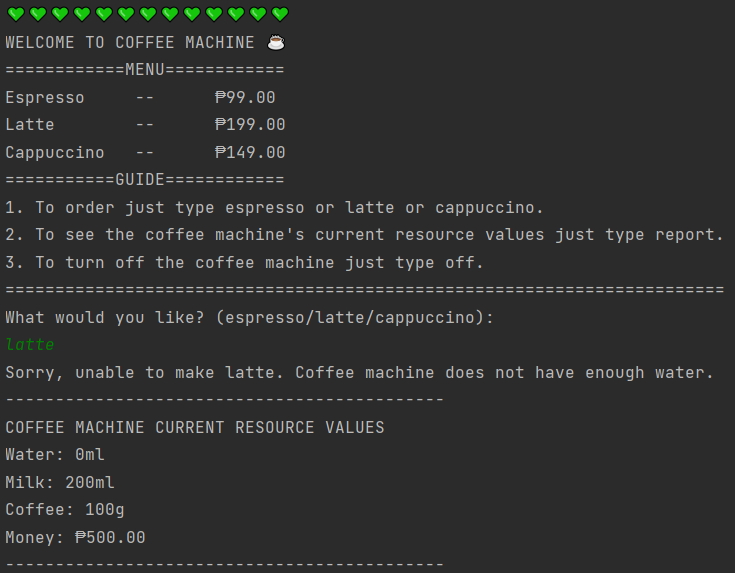 💚💚💚💚💚💚💚💚💚💚💚💚💚
WELCOME TO COFFEE MACHINE ☕
============MENU============
Espresso     --      ₱99.00
Latte        --      ₱199.00
Cappuccino   --      ₱149.00
===========GUIDE============
1. To order just type espresso or latte or cappuccino.
2. To see the coffee machine's current resource values just type report.
3. To turn off the coffee machine just type off.
========================================================================
What would you like? (espresso/latte/cappuccino):
latte
Sorry, unable to make latte. Coffee machine does not have enough water.
--------------------------------------------
COFFEE MACHINE CURRENT RESOURCE VALUES
Water: 0ml
Milk: 200ml
Coffee: 100g
Money: ₱500.00
--------------------------------------------